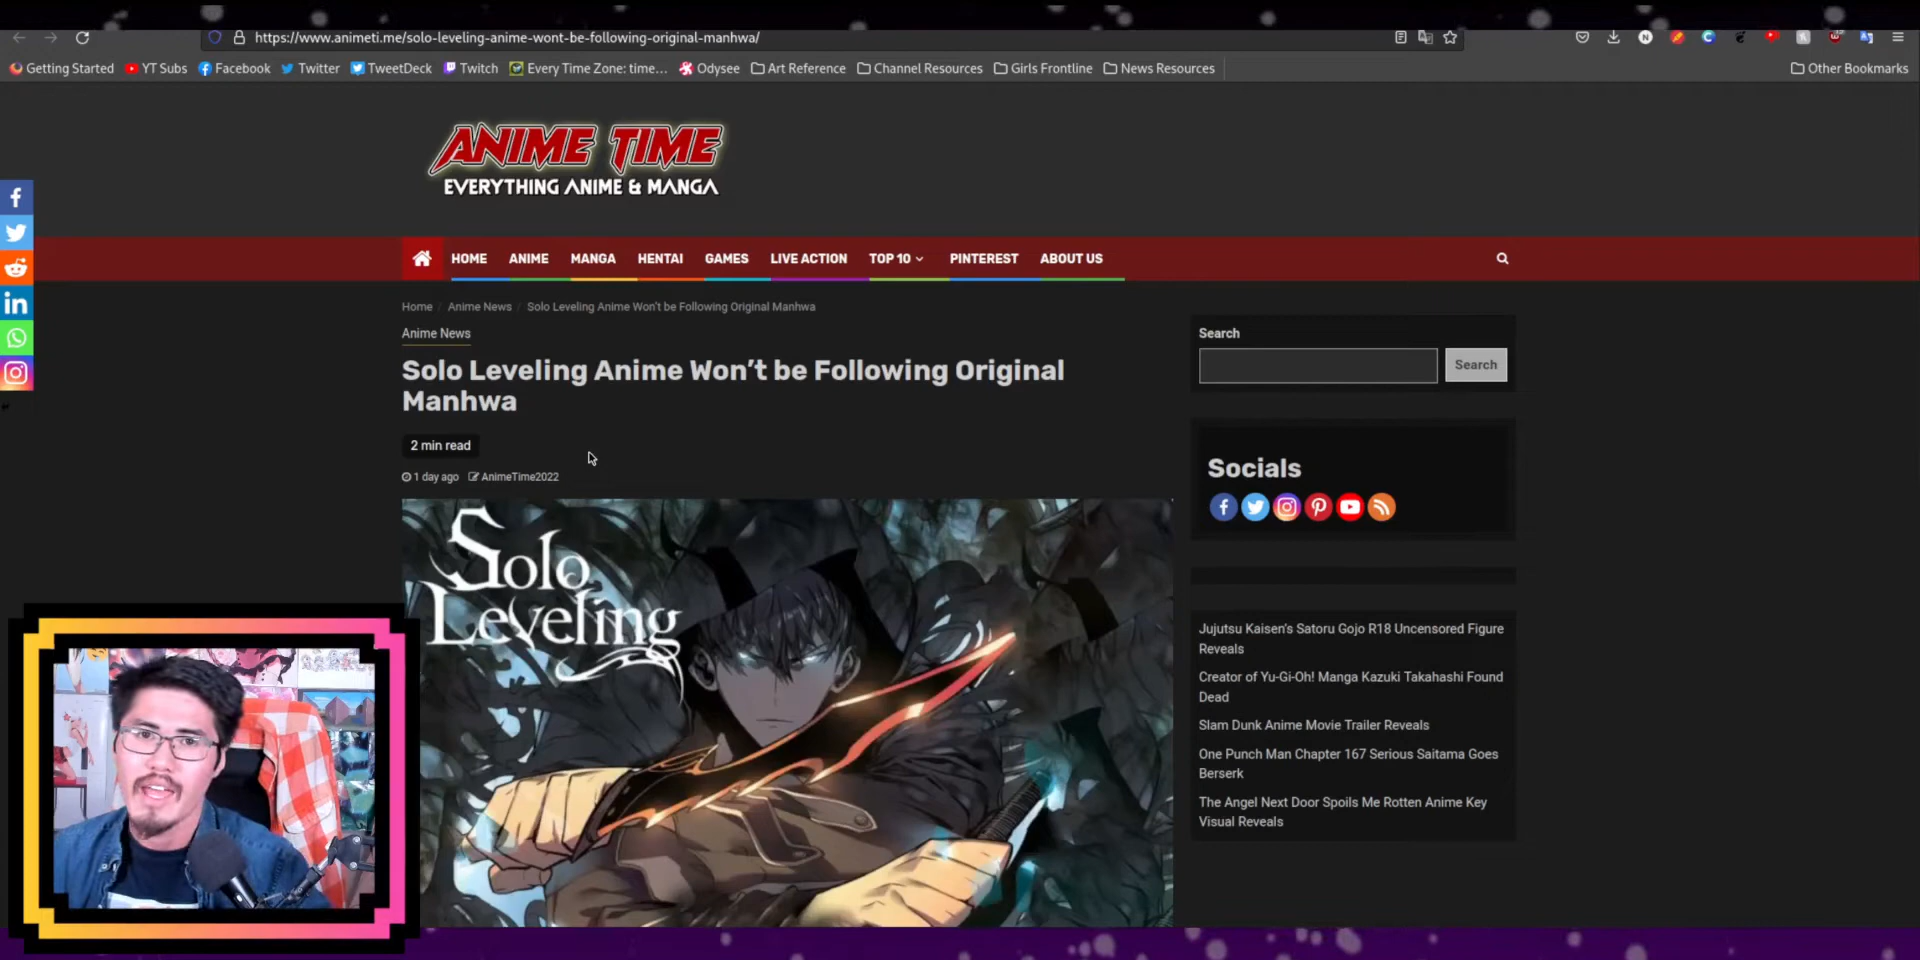 https://www.animeti.me/solo-leveling-anime-wont-be-following-original-manhwa/
Getting Started YT Subs Facebook Twitter TweetDeck Twitch Every Time Zone: time... Odysee Art Reference Channel Resources Girls Frontline News Resources Other Bookmarks
ANIME TIME
EVERYTHING ANIME & MANGA
HOME ANIME MANGA HENTAI GAMES LIVE ACTION TOP 10 PINTEREST ABOUT US
Home / Anime News / Solo Leveling Anime Won't be Following Original Manhwa
Anime News
Solo Leveling Anime Won't be Following Original
Manhwa
2 min read
1 day ago AnimeTime2022
Solo
Leveling
Search
Search
Socials
Jujutsu Kaisen's Satoru Gojo R18 Uncensored Figure
Reveals
Creator of Yu-Gi-Oh! Manga Kazuki Takahashi Found
Dead
Slam Dunk Anime Movie Trailer Reveals
One Punch Man Chapter 167 Serious Saitama Goes
Berserk
The Angel Next Door Spoils Me Rotten Anime Key
Visual Reveals